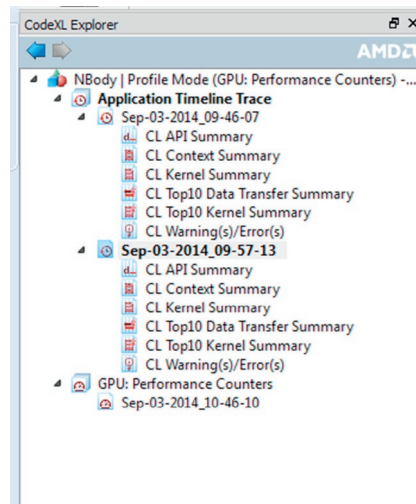 CodeXL Explorer
AMD
NBody | Profile Mode (GPU: Performance Counters) -...
Application Timeline Trace
Sep-03-2014_09-46-07
CL API Summary
CL Context Summary
CL Kernel Summary
CL Top10 Data Transfer Summary
CL Top10 Kernel Summary
CL Warning(s)/Error(s)
Sep-03-2014_09-57-13
CL API Summary
CL Context Summary
CL Kernel Summary
CL Top10 Data Transfer Summary
CL Top10 Kernel Summary
CL Warning(s)/Error(s)
GPU: Performance Counters
Sep-03-2014_10-46-10